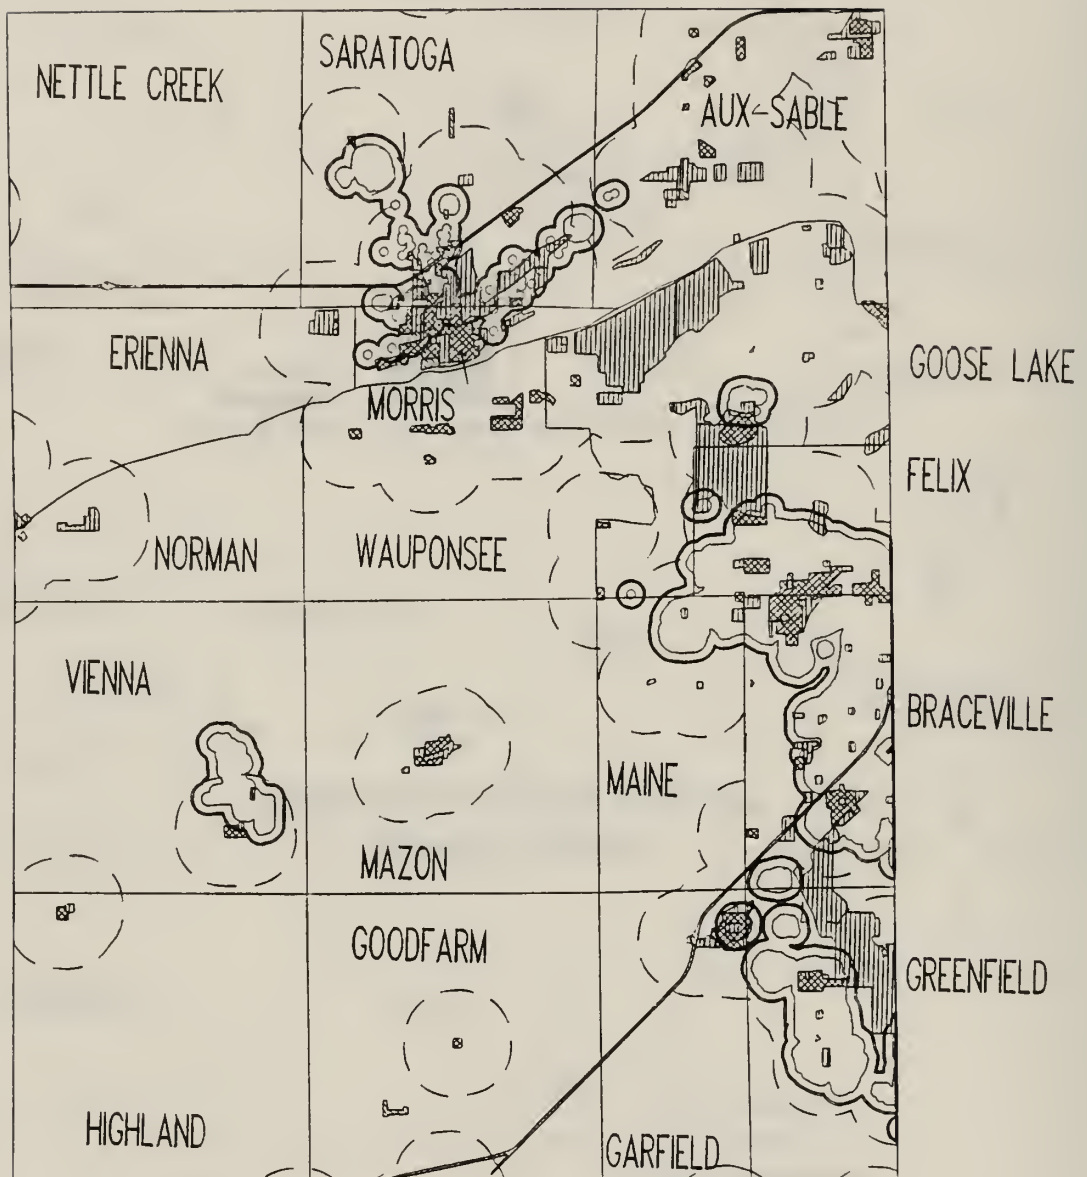 SARATOGA
NETTLE CREEK
AUX-SABLE
ERIENNA
GOOSE LAKE
MORRIS
FELIX
NORMAN
WAUPONSEE
VIENNA
BRACEVILLE
MAINE
MAZON
GOODFARM
GREENFIELD
HIGHLAND
GARFIELD